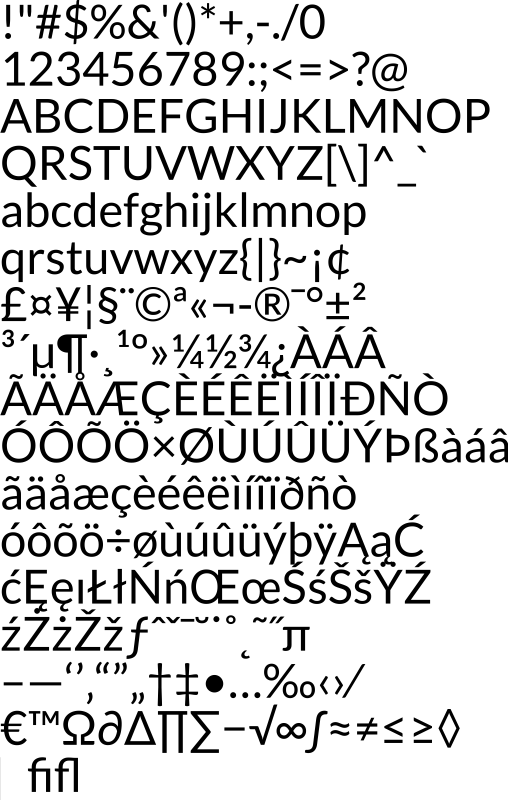 !"#$%&'()*+,-./0
123456789:;<=>?@
ABCDEFGHIJKLMNOP
QRSTUVWXYZ[\]^_`
abcdefghijklmnop
qrstuvwxyz{|}~¡¢
£¤¥¦§¨©ª«¬-®¯°±²
³´µ¶·¸¹º»¼½¾¿ÀÁÂ
ÃÄÅÆÇÈÉÊËÌÍÎÏÐÑÒ
ÓÔÕÖ×ØÙÚÛÜÝÞßàáâ
ãäåæçèéêëìíîïðñò
óôõö÷øùúûüýþÿĄąĆ
ćĘęıŁłŃńŒœŚśŠšŸŹ
źŻżŽžƒˆˇˉ˘˙˚˛˜˝π
–—‘’‚“”„†‡•…‰‹›⁄
€™Ω∂∆∏∑−√∞∫≈≠≤≥◊
fifl